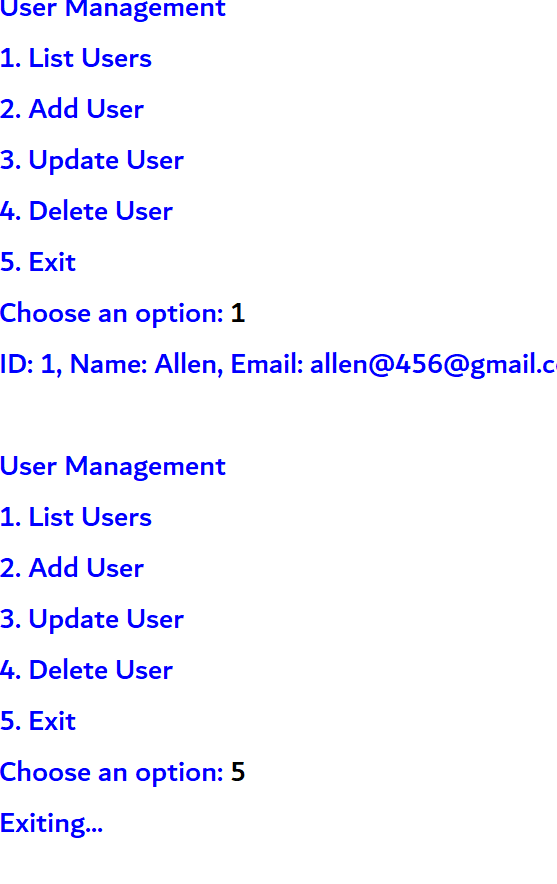 User Management
1. List Users
2. Add User
3. Update User
4. Delete User
5. Exit
Choose an option: 1
ID: 1, Name: Allen, Email: allen@456@gmail.c
User Management
1. List Users
2. Add User
3. Update User
4. Delete User
5. Exit
Choose an option: 5
Exiting...